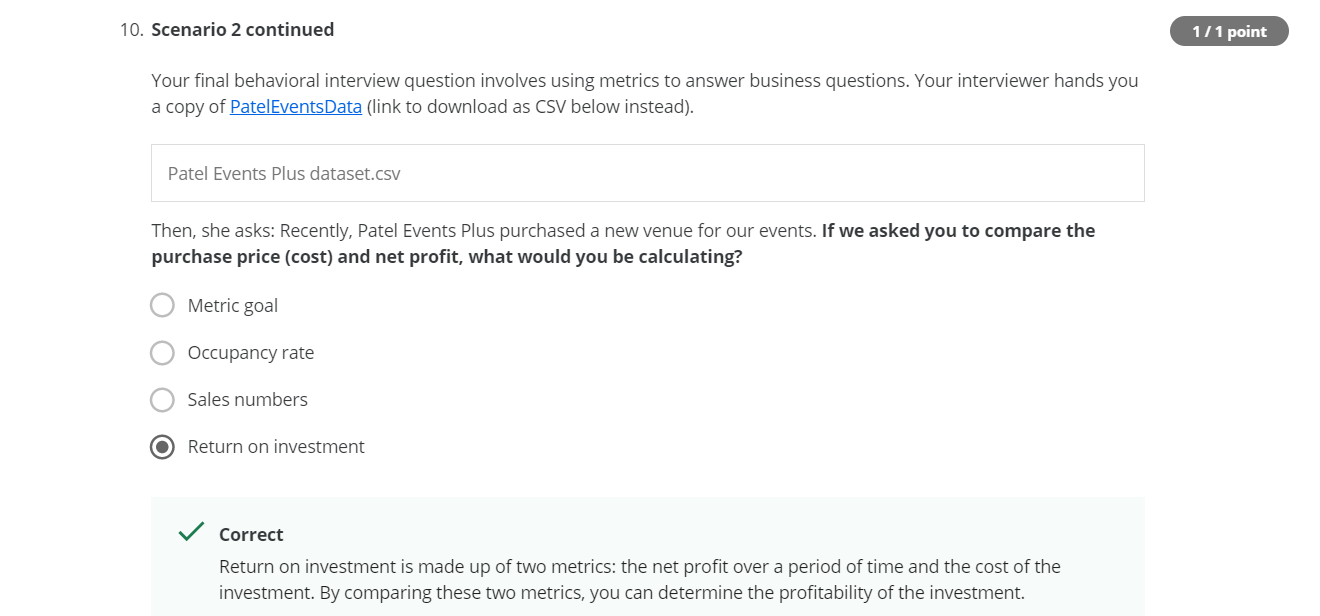 10. Scenario 2 continued
1 / 1 point
Your final behavioral interview question involves using metrics to answer business questions. Your interviewer hands you
a copy of PatelEventsData (link to download as CSV below instead).
Patel Events Plus dataset.csv
Then, she asks: Recently, Patel Events Plus purchased a new venue for our events. If we asked you to compare the
purchase price (cost) and net profit, what would you be calculating?
Metric goal
Occupancy rate
Sales numbers
Return on investment
Correct
Return on investment is made up of two metrics: the net profit over a period of time and the cost of the
investment. By comparing these two metrics, you can determine the profitability of the investment.